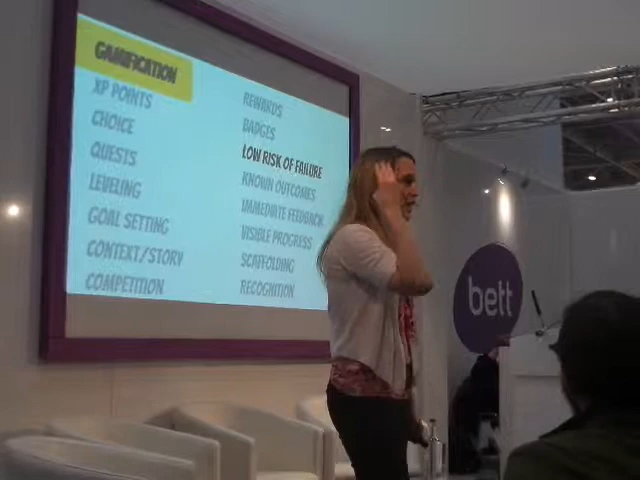 GAMIFICATION
XP POINTS
CHOICE
QUESTS
LEVELING
GOAL SETTING
CONTEXT/STORY
COMPETITION
REWARDS
BADGES
LOW RISK OF FAILURE
KNOWN OUTCOMES
IMMEDIATE FEEDBACK
VISIBLE PROGRESS
SCAFFOLDING
RECOGNITION
bett